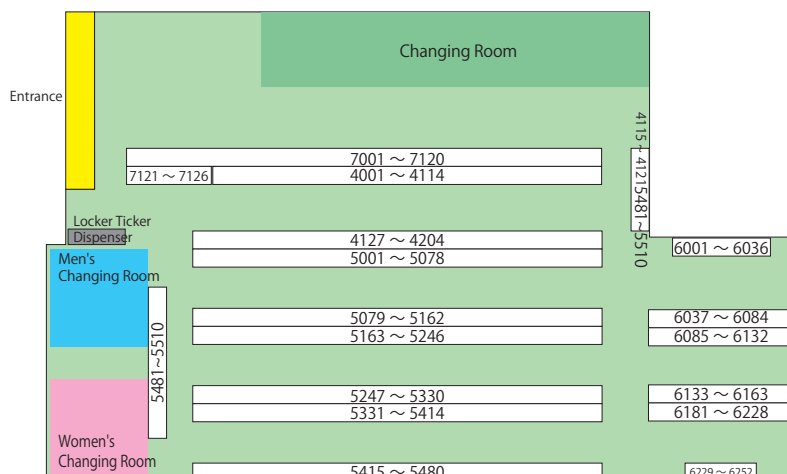 Changing Room
Entrance
7001 ～ 7120
7121 ～ 7126
4001 ～ 4114
4115 ~ 41215481~5510
Locker Ticker
Dispenser
4127 ～ 4204
5001 ～ 5078
6001 ～ 6036
Men's
Changing Room
5481~5510
5079 ～ 5162
5163 ～ 5246
6037 ～ 6084
6085 ～ 6132
5247 ～ 5330
5331 ～ 5414
6133 ～ 6163
6181 ～ 6228
Women's
Changing Room
5415 ～ 5480
6229 ～ 6252